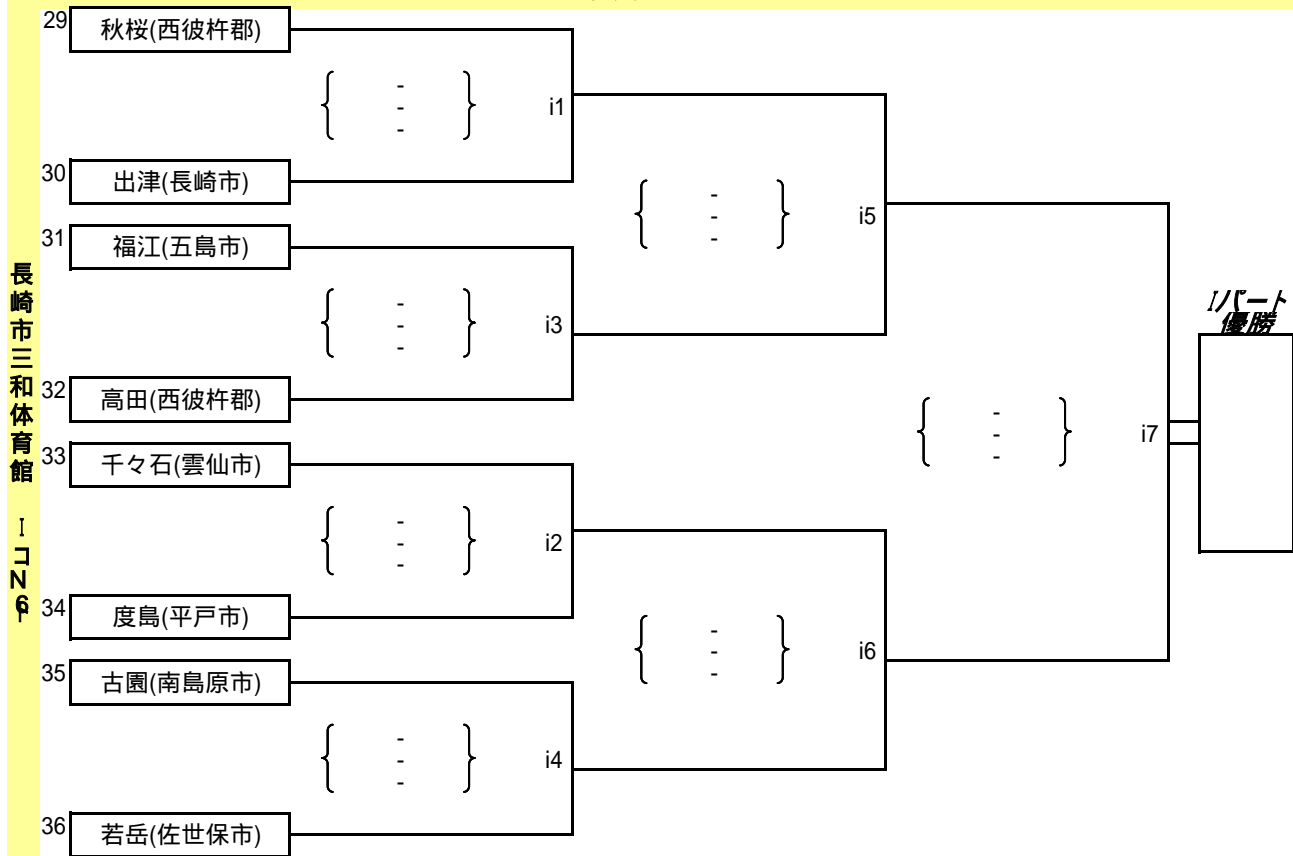 29 秋桜(西彼杵郡)
{ - - - } i1
30 出津(長崎市)
{ - - - } i5
31 福江(五島市)
{ - - - } i3
32 高田(西彼杵郡)
{ - - - } i7
33 千々石(雲仙市)
{ - - - } i2
34 度島(平戸市)
{ - - - } i6
35 古園(南島原市)
{ - - - } i4
36 若岳(佐世保市)
長崎市三和体育館 Iコ
Iパート
優勝